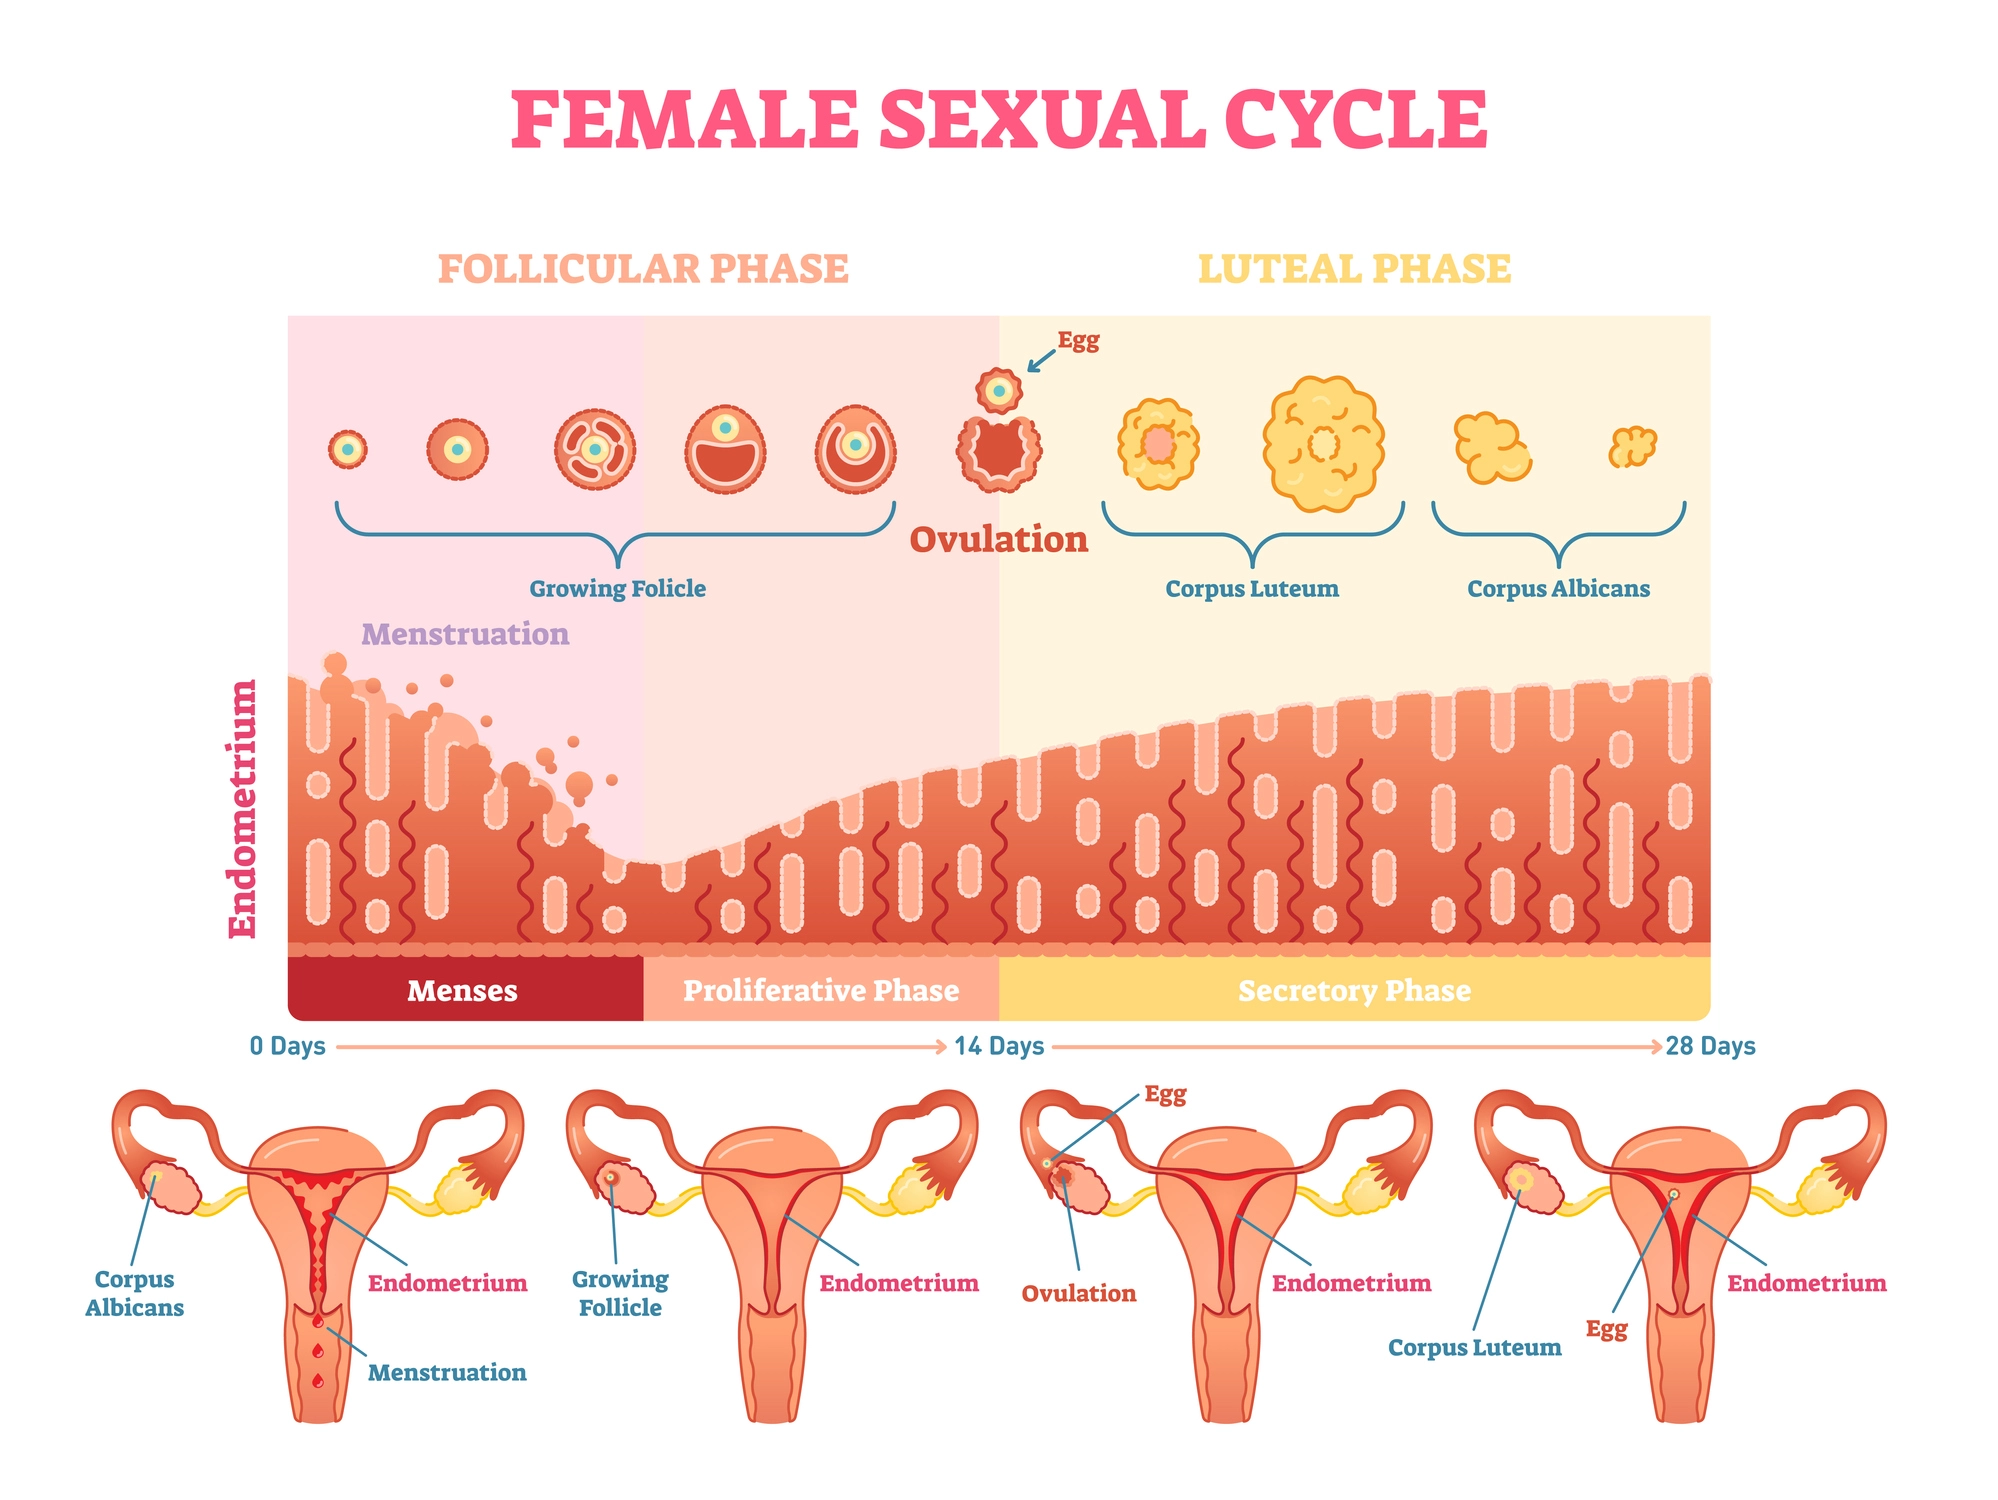 FEMALE SEXUAL CYCLE
FOLLICULAR PHASE
LUTEAL PHASE
Egg
Ovulation
Growing Folicle
Corpus Luteum
Corpus Albicans
Menstruation
Endometrium
Menses
Proliferative Phase
Secretory Phase
0 Days
14 Days
28 Days
Corpus
Albicans
Endometrium
Menstruation
Growing
Follicle
Endometrium
Egg
Ovulation
Endometrium
Corpus Luteum
Egg
Endometrium